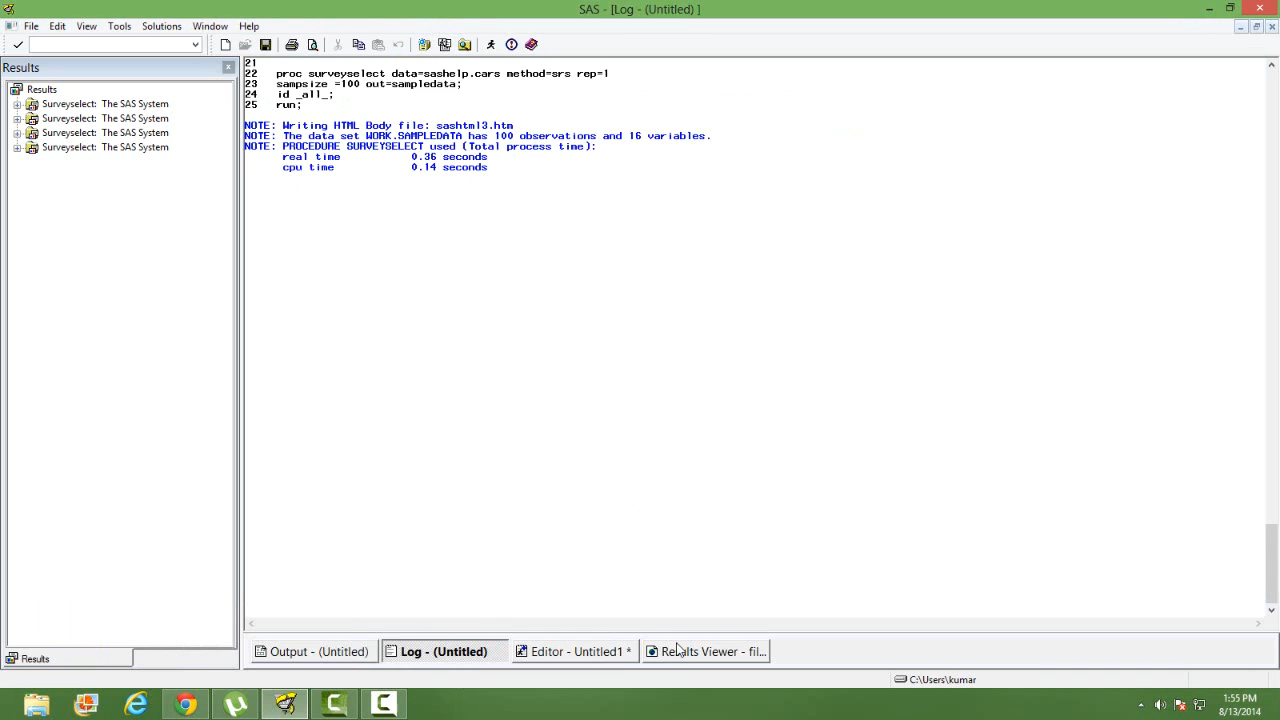 SAS - [Log - (Untitled) ]
File Edit View Tools Solutions Window Help
Results
Results
Surveyselect: The SAS System
Surveyselect: The SAS System
Surveyselect: The SAS System
Surveyselect: The SAS System
21
22 proc surveyselect data=sashelp.cars method=srs rep=1
23 sampsize =100 out=sampledata;
24 id _all_;
25 run;
NOTE: Writing HTML Body file: sashtml3.htm
NOTE: The data set WORK.SAMPLEDATA has 100 observations and 16 variables.
NOTE: PROCEDURE SURVEYSELECT used (Total process time):
real time 0.36 seconds
cpu time 0.14 seconds
Results
Output - (Untitled) Log - (Untitled) Editor - Untitled1 * Results Viewer - fil...
C:\Users\kumar
1:55 PM
8/13/2014